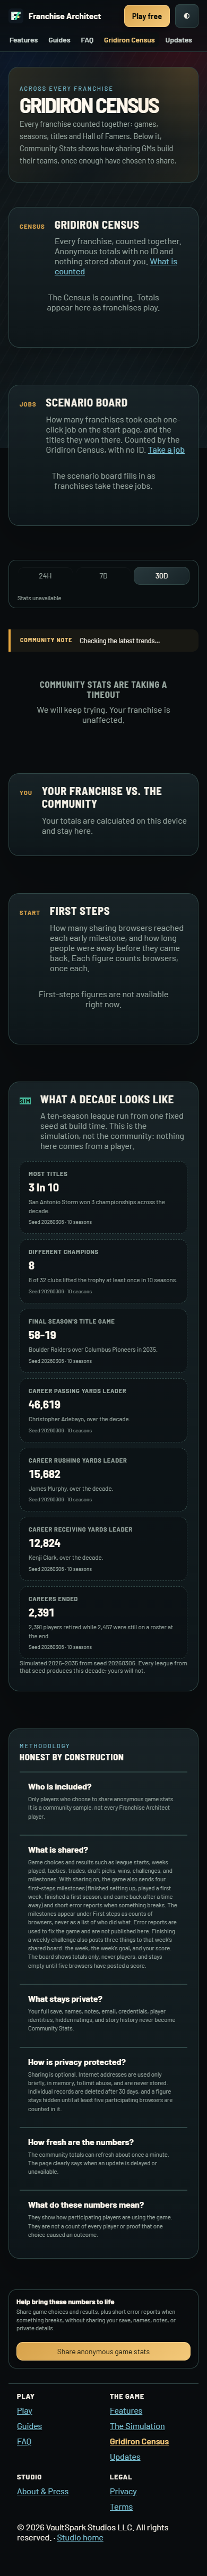 Franchise Architect
Play free
Features Guides FAQ Gridiron Census Updates
ACROSS EVERY FRANCHISE
GRIDIRON CENSUS
Every franchise counted together: games,
seasons, titles and Hall of Famers. Below it,
Community Stats shows how sharing GMs build
their teams, once enough have chosen to share.
CENSUS
GRIDIRON CENSUS
Every franchise, counted together.
Anonymous totals with no ID and
nothing stored about you. What is
counted
The Census is counting. Totals
appear here as franchises play.
JOBS
SCENARIO BOARD
How many franchises took each one-
click job on the start page, and the
titles they won there. Counted by the
Gridiron Census, with no ID. Take a job
The scenario board fills in as
franchises take these jobs.
24H 7D 30D
Stats unavailable
COMMUNITY NOTE Checking the latest trends…
COMMUNITY STATS ARE TAKING A
TIMEOUT
We will keep trying. Your franchise is
unaffected.
YOU
YOUR FRANCHISE VS. THE
COMMUNITY
Your totals are calculated on this device
and stay here.
START
FIRST STEPS
How many sharing browsers reached
each early milestone, and how long
people were away before they came
back. Each figure counts browsers,
once each.
First-steps figures are not available
right now.
WHAT A DECADE LOOKS LIKE
A ten-season league run from one fixed
seed at build time. This is the
simulation, not the community: nothing
here comes from a player.
MOST TITLES
3 in 10
San Antonio Storm won 3 championships across the
decade.
Seed 20260306 · 10 seasons
DIFFERENT CHAMPIONS
8
8 of 32 clubs lifted the trophy at least once in 10 seasons.
Seed 20260306 · 10 seasons
FINAL SEASON'S TITLE GAME
58-19
Boulder Raiders over Columbus Pioneers in 2035.
Seed 20260306 · 10 seasons
CAREER PASSING YARDS LEADER
46,619
Christopher Adebayo, over the decade.
Seed 20260306 · 10 seasons
CAREER RUSHING YARDS LEADER
15,682
James Murphy, over the decade.
Seed 20260306 · 10 seasons
CAREER RECEIVING YARDS LEADER
12,824
Kenji Clark, over the decade.
Seed 20260306 · 10 seasons
CAREERS ENDED
2,391
2,391 players retired while 2,457 were still on a roster at
the end.
Seed 20260306 · 10 seasons
Simulated 2026–2035 from seed 20260306. Every league from
that seed produces this decade; yours will not.
METHODOLOGY
HONEST BY CONSTRUCTION
Who is included?
Only players who choose to share anonymous game stats.
It is a community sample, not every Franchise Architect
player.
What is shared?
Game choices and results such as league starts, weeks
played, tactics, trades, draft picks, wins, challenges, and
milestones. With sharing on, the game also sends four
first-steps milestones (finished setting up, played a first
week, finished a first season, and came back after a time
away) and short error reports when something breaks. The
milestones appear under First steps as counts of
browsers, never as a list of who did what. Error reports are
used to fix the game and are not published here. Finishing
a weekly challenge also posts three things to that week's
shared board: the week, the week's goal, and your score.
The board shows totals only, never players, and stays
empty until five browsers have posted a score.
What stays private?
Your full save, names, notes, email, credentials, player
identities, hidden ratings, and story history never become
Community Stats.
How is privacy protected?
Sharing is optional. Internet addresses are used only
briefly, in memory, to limit abuse, and are never stored.
Individual records are deleted after 30 days, and a figure
stays hidden until at least five participating browsers are
counted in it.
How fresh are the numbers?
The community totals can refresh about once a minute.
The page clearly says when an update is delayed or
unavailable.
What do these numbers mean?
They show how participating players are using the game.
They are not a count of every player or proof that one
choice caused an outcome.
Help bring these numbers to life
Share game choices and results, plus short error reports when
something breaks, without sharing your save, names, notes, or
private details.
Share anonymous game stats
PLAY
Play
Guides
FAQ
THE GAME
Features
The Simulation
Gridiron Census
Updates
STUDIO
About & Press
LEGAL
Privacy
Terms
© 2026 VaultSpark Studios LLC. All rights
reserved. · Studio home